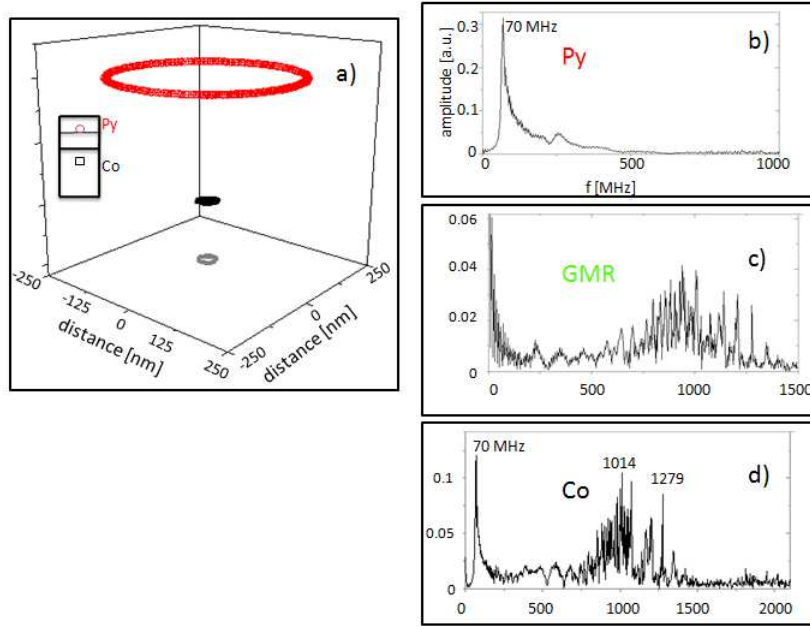 a)
Py
Co
-250
-125
0
125
250
distance [nm]
-250
0
250
distance [nm]
b)
70 MHz
Py
amplitude [a.u.]
0.3
0.2
0.1
0
0
500
1000
f [MHz]
c)
GMR
0.06
0.04
0.02
0
0
500
1000
1500
d)
70 MHz
Co
1014
1279
0.1
0.05
0
0
500
1000
1500
2000